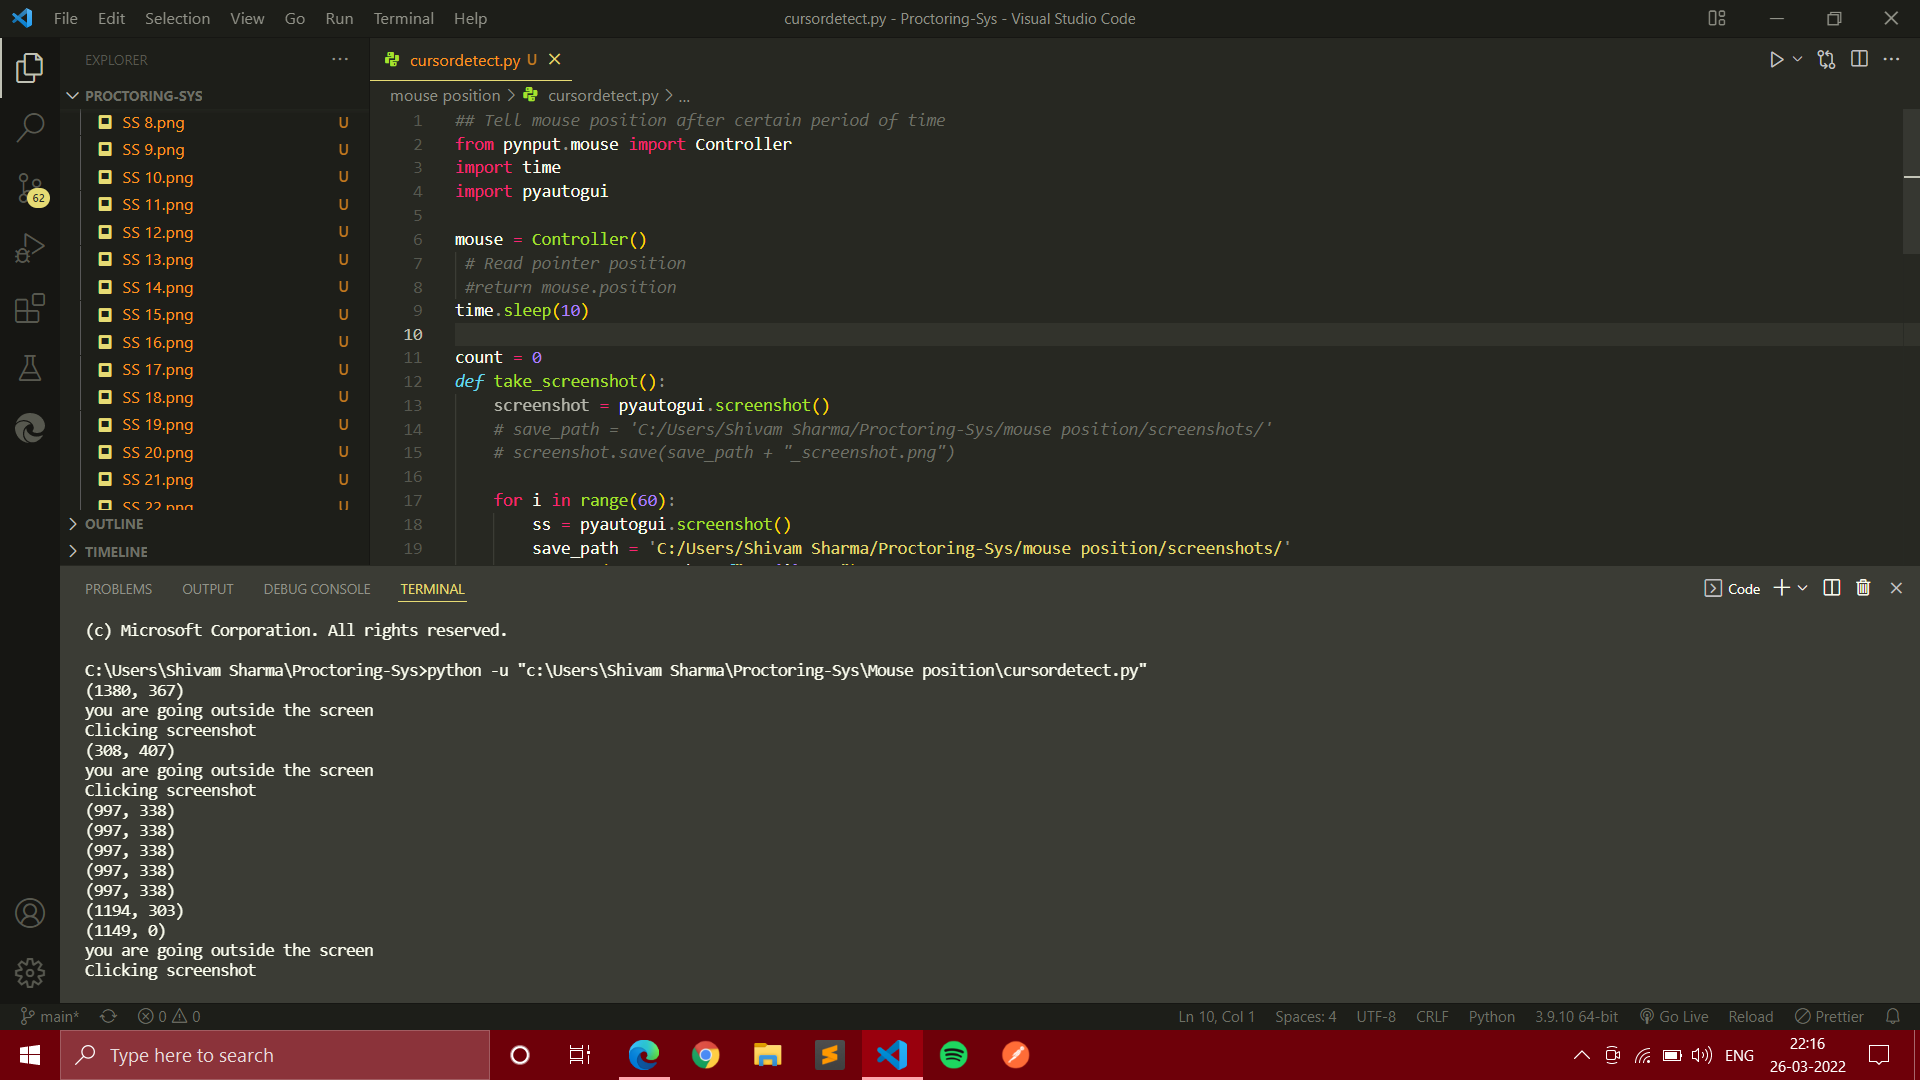 File Edit Selection View Go Run Terminal Help
cursordetect.py - Proctoring-Sys - Visual Studio Code
EXPLORER
PROCTORING-SYS
SS 8.png U
SS 9.png U
SS 10.png U
SS 11.png U
SS 12.png U
SS 13.png U
SS 14.png U
SS 15.png U
SS 16.png U
SS 17.png U
SS 18.png U
SS 19.png U
SS 20.png U
SS 21.png U
SS 22.png U
OUTLINE
TIMELINE
62
cursordetect.py U
mouse position > cursordetect.py > ...
1 ## Tell mouse position after certain period of time
2 from pynput.mouse import Controller
3 import time
4 import pyautogui
5
6 mouse = Controller()
7 # Read pointer position
8 #return mouse.position
9 time.sleep(10)
10
11 count = 0
12 def take_screenshot():
13 screenshot = pyautogui.screenshot()
14 # save_path = 'C:/Users/Shivam Sharma/Proctoring-Sys/mouse position/screenshots/'
15 # screenshot.save(save_path + "_screenshot.png")
16
17 for i in range(60):
18 ss = pyautogui.screenshot()
19 save_path = 'C:/Users/Shivam Sharma/Proctoring-Sys/mouse position/screenshots/'
PROBLEMS OUTPUT DEBUG CONSOLE TERMINAL
Code
(c) Microsoft Corporation. All rights reserved.
C:\Users\Shivam Sharma\Proctoring-Sys>python -u "c:\Users\Shivam Sharma\Proctoring-Sys\Mouse position\cursordetect.py"
(1380, 367)
you are going outside the screen
Clicking screenshot
(308, 407)
you are going outside the screen
Clicking screenshot
(997, 338)
(997, 338)
(997, 338)
(997, 338)
(997, 338)
(1194, 303)
(1149, 0)
you are going outside the screen
Clicking screenshot
main* 0 0
Ln 10, Col 1 Spaces: 4 UTF-8 CRLF Python 3.9.10 64-bit Go Live Reload Prettier
Type here to search
ENG
22:16
26-03-2022